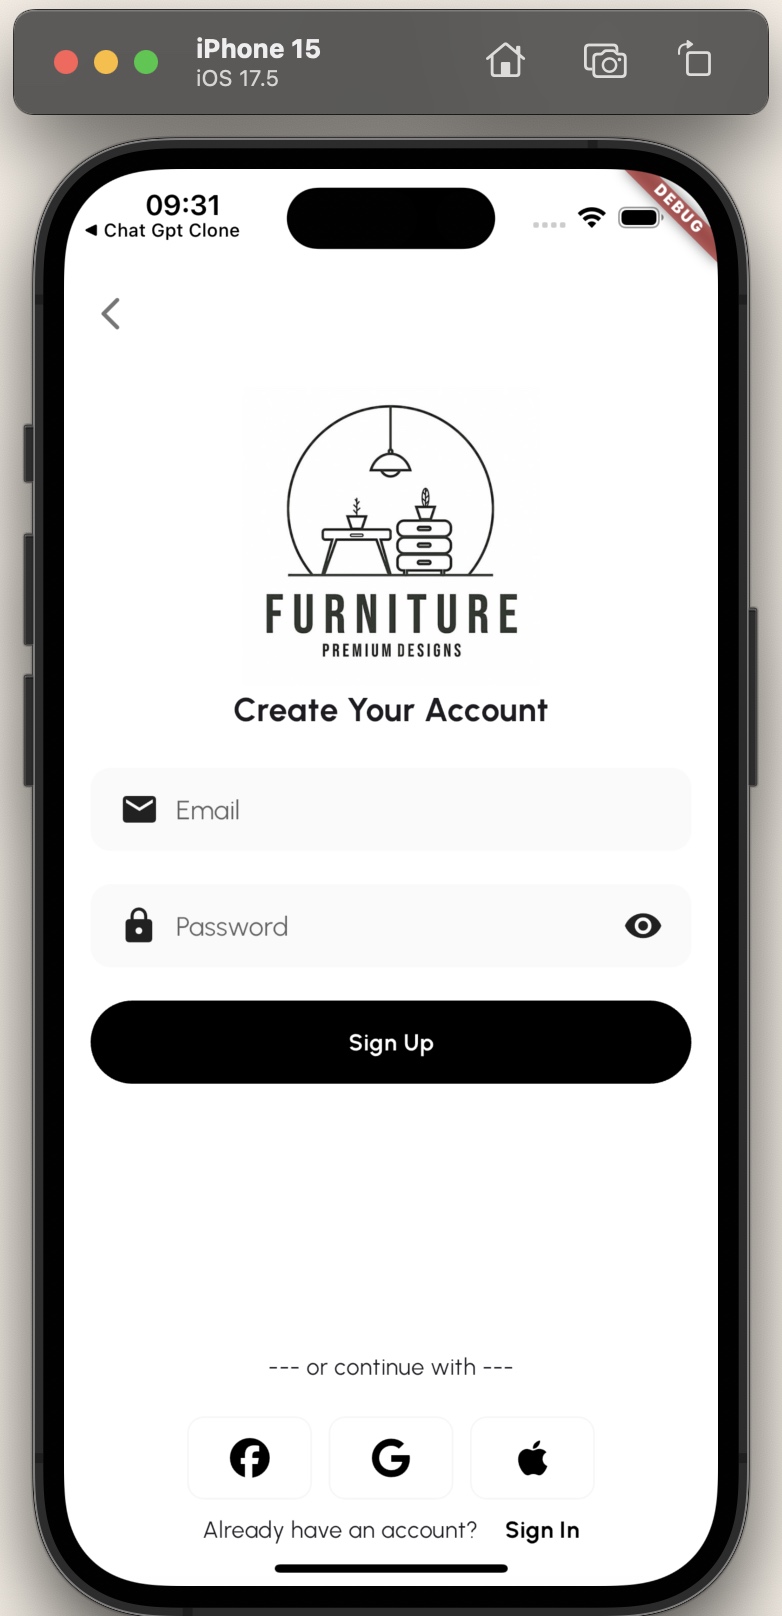 iPhone 15
iOS 17.5
09:31
◀ Chat Gpt Clone
DEBUG
FURNITURE
PREMIUM DESIGNS
Create Your Account
Email
Password
Sign Up
--- or continue with ---
Already have an account? Sign In